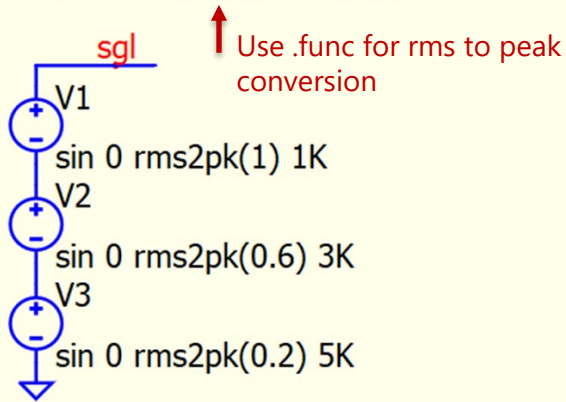 sgl
Use .func for rms to peak
conversion
V1
sin 0 rms2pk(1) 1K
V2
sin 0 rms2pk(0.6) 3K
V3
sin 0 rms2pk(0.2) 5K